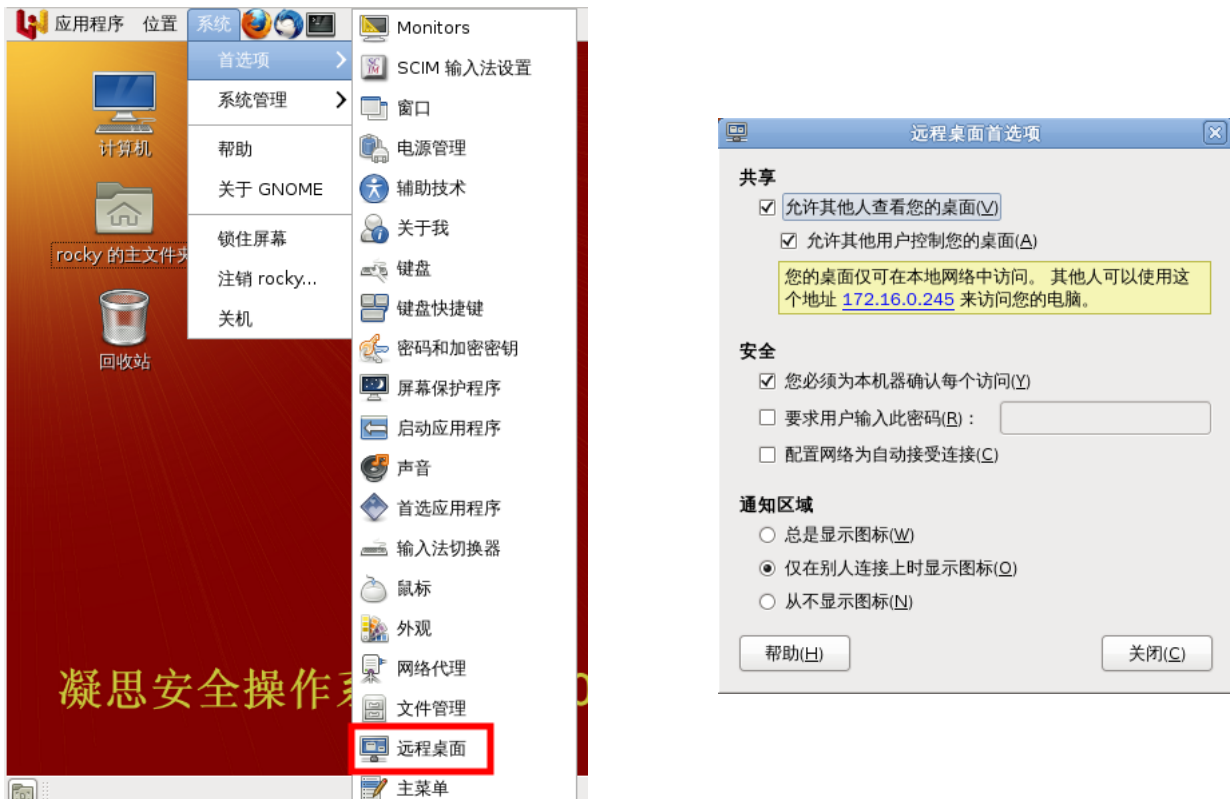 应用程序 位置 系统
首选项
系统管理
帮助
关于 GNOME
锁住屏幕
注销 rocky...
关机
计算机
rocky 的主文件夹
回收站
凝思安全操作
Monitors
SCIM 输入法设置
窗口
电源管理
辅助技术
关于我
键盘
键盘快捷键
密码和加密密钥
屏幕保护程序
启动应用程序
声音
首选应用程序
输入法切换器
鼠标
外观
网络代理
文件管理
远程桌面
主菜单
远程桌面首选项
共享
允许其他人查看您的桌面(V)
允许其他用户控制您的桌面(A)
您的桌面仅可在本地网络中访问。 其他人可以使用这
个地址 172.16.0.245 来访问您的电脑。
安全
您必须为本机器确认每个访问(Y)
要求用户输入此密码(R)：
配置网络为自动接受连接(C)
通知区域
总是显示图标(W)
仅在别人连接上时显示图标(O)
从不显示图标(N)
帮助(H)
关闭(C)